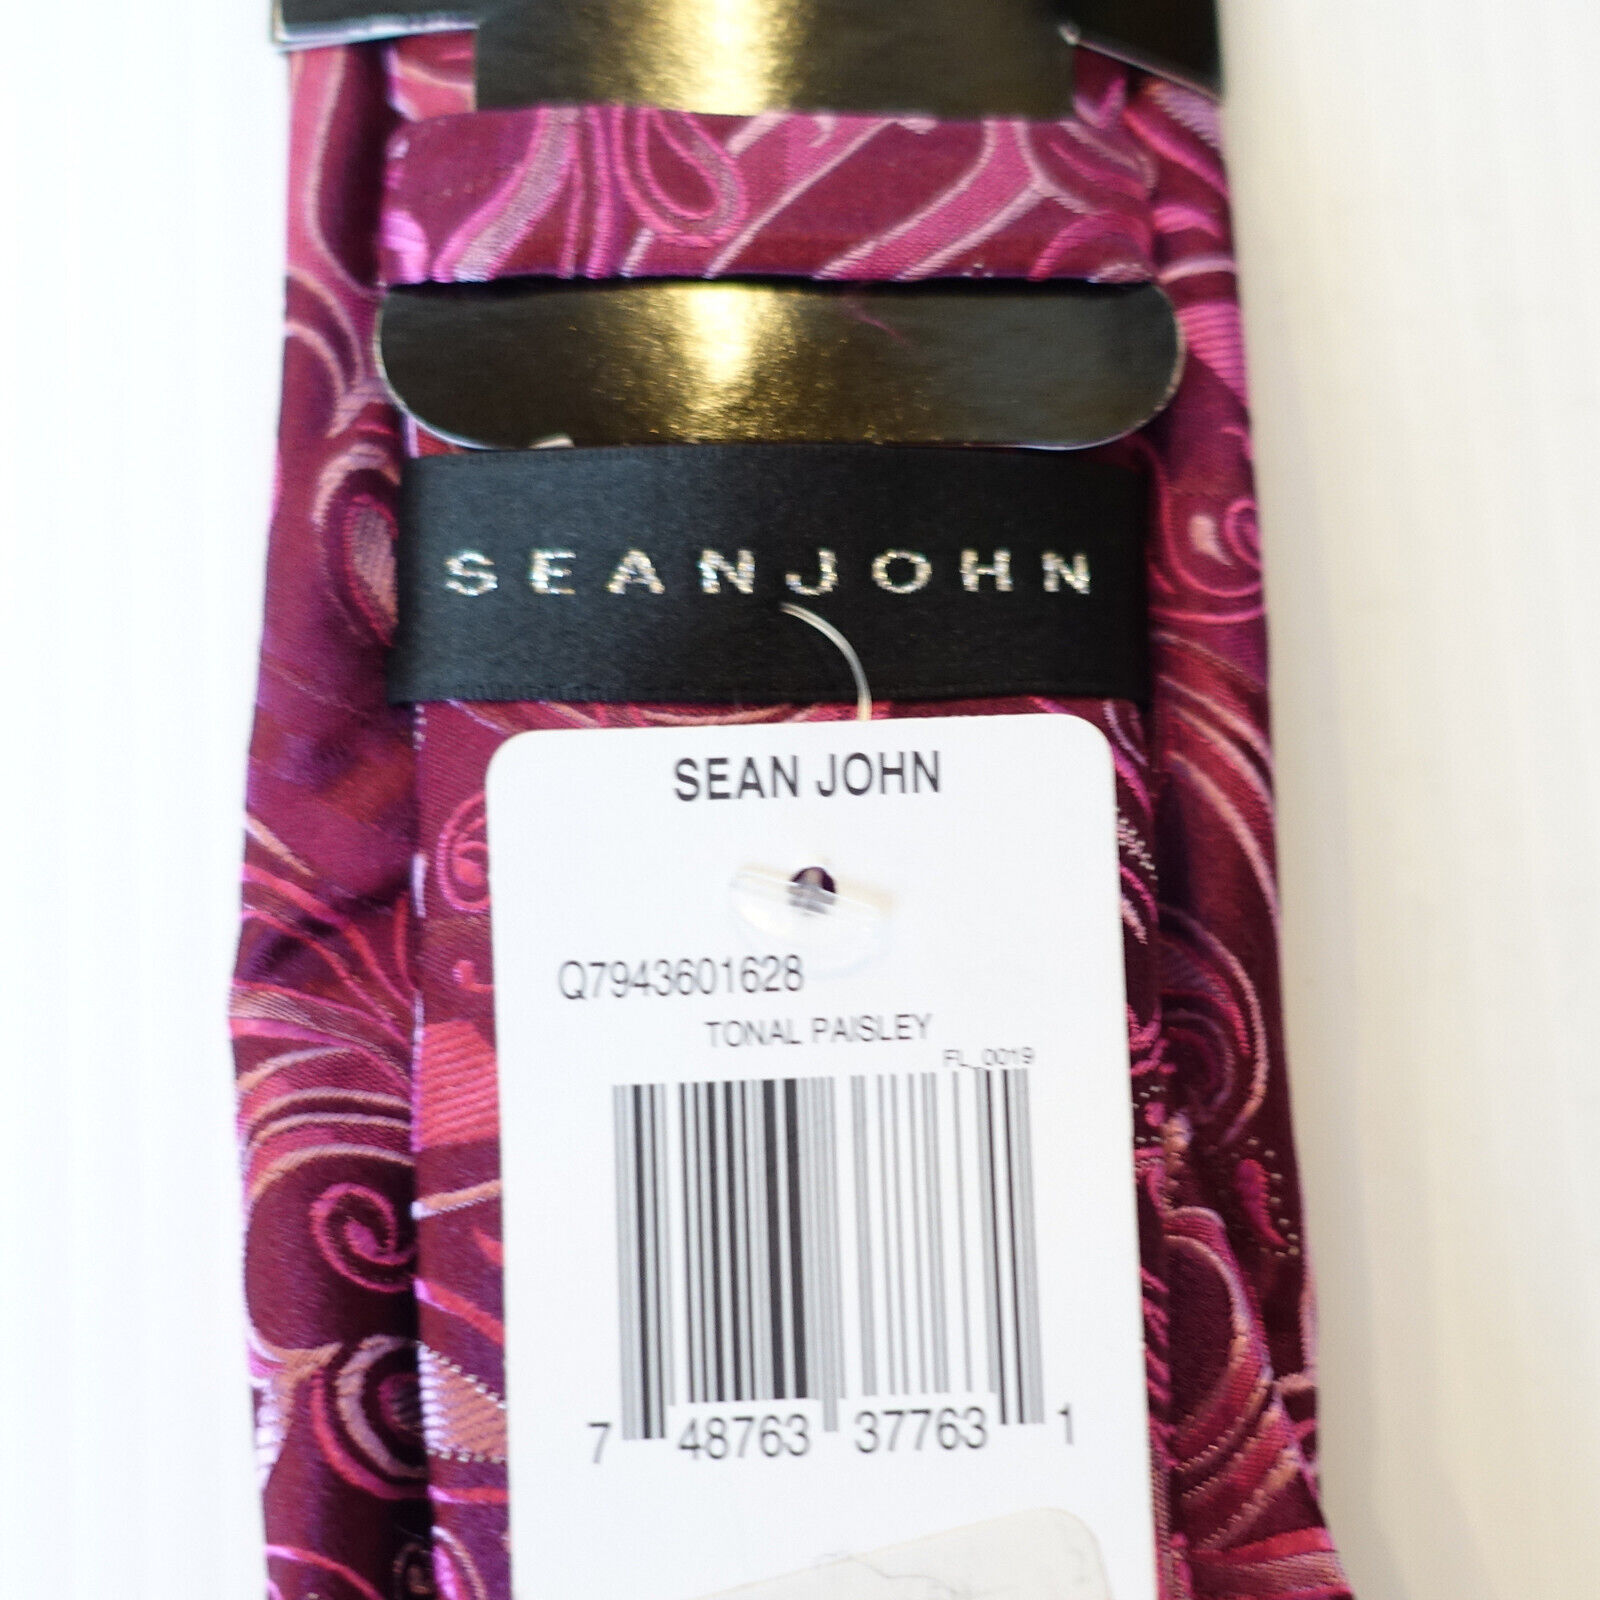 SEANJOHN
SEAN JOHN
Q7943601628
TONAL PAISLEY
FL_0019
7 48763 37763 1